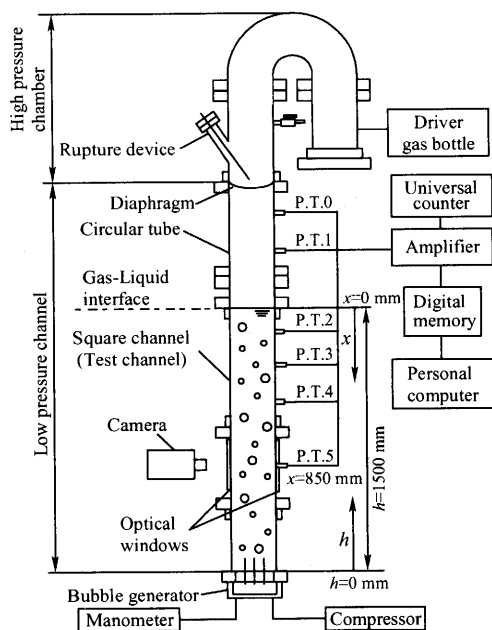 High pressure
chamber
Rupture device
Driver
gas bottle
Diaphragm
P.T.0
Universal
counter
Circular tube
P.T.1
Amplifier
Gas-Liquid
interface
x=0 mm
P.T.2
Digital
memory
Low pressure channel
Square channel
(Test channel)
x
P.T.3
P.T.4
Personal
computer
Camera
P.T.5
x=850 mm
h=1500 mm
Optical
windows
h
h=0 mm
Bubble generator
Manometer
Compressor